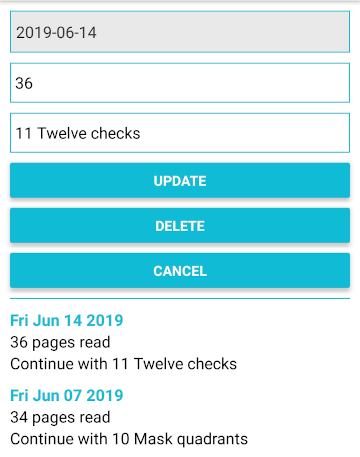 2019-06-14
36
11 Twelve checks
UPDATE
DELETE
CANCEL
Fri Jun 14 2019
36 pages read
Continue with 11 Twelve checks
Fri Jun 07 2019
34 pages read
Continue with 10 Mask quadrants